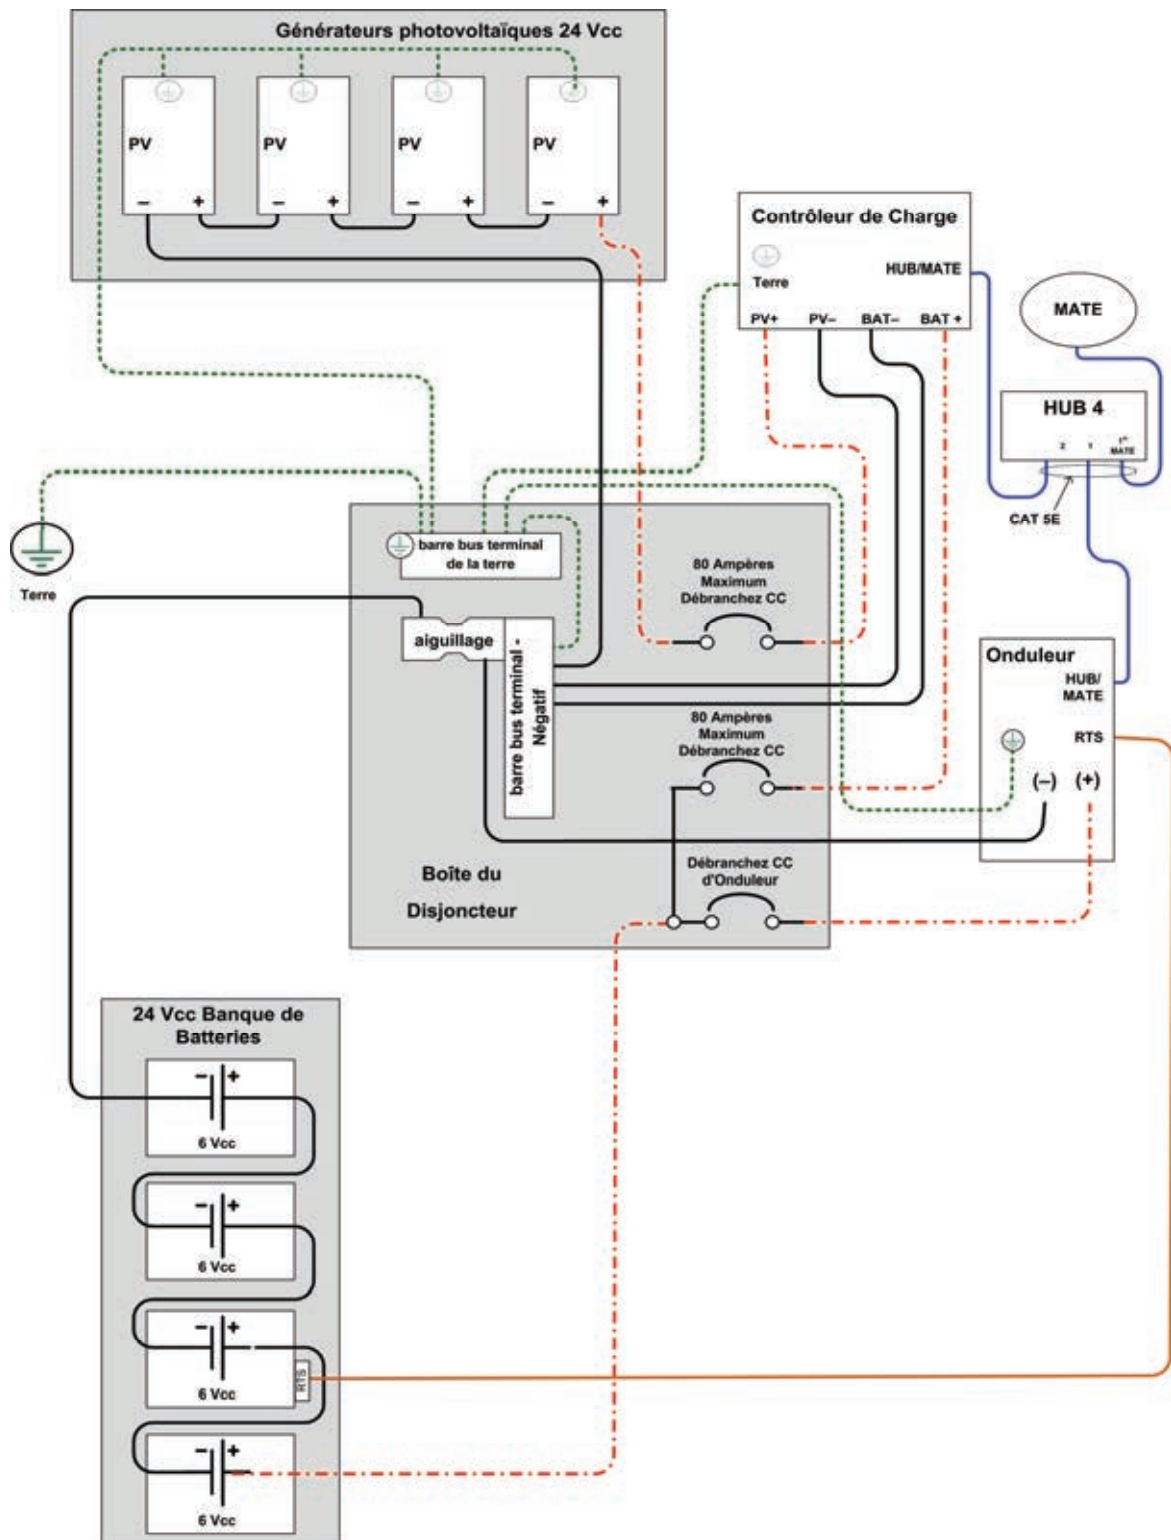 Générateurs photovoltaïques 24 Vcc
PV
PV
PV
PV
– +
– +
– +
– +
Contrôleur de Charge
HUB/MATE
Terre
PV+ PV– BAT– BAT +
MATE
HUB 4
2 1 1st MATE
CAT 5E
Terre
barre bus terminal
de la terre
80 Ampères
Maximum
Débranchez CC
aiguillage
barre bus terminal -
Négatif
80 Ampères
Maximum
Débranchez CC
Onduleur
HUB/
MATE
RTS
(–) (+)
Débranchez CC
d'Onduleur
Boîte du
Disjoncteur
24 Vcc Banque de
Batteries
– +
6 Vcc
– +
6 Vcc
– +
6 Vcc
RTS
– +
6 Vcc